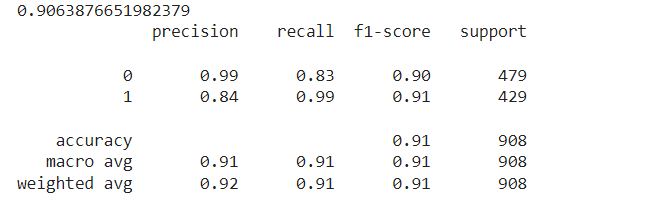 0.9063876651982379
precision recall f1-score support
0 0.99 0.83 0.90 479
1 0.84 0.99 0.91 429
accuracy 0.91 908
macro avg 0.91 0.91 0.91 908
weighted avg 0.92 0.91 0.91 908